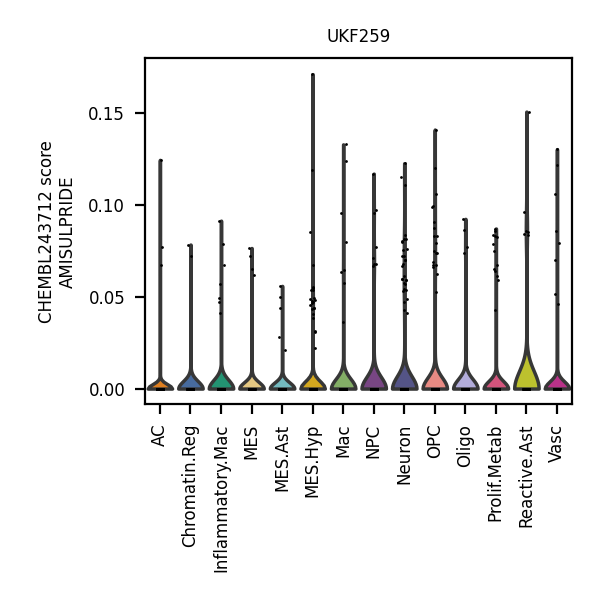 UKF259
CHEMBL243712 score
AMISULPRIDE
0.15
0.10
0.05
0.00
AC
Chromatin.Reg
Inflammatory.Mac
MES
MES.Ast
MES.Hyp
Mac
NPC
Neuron
OPC
Oligo
Prolif.Metab
Reactive.Ast
Vasc